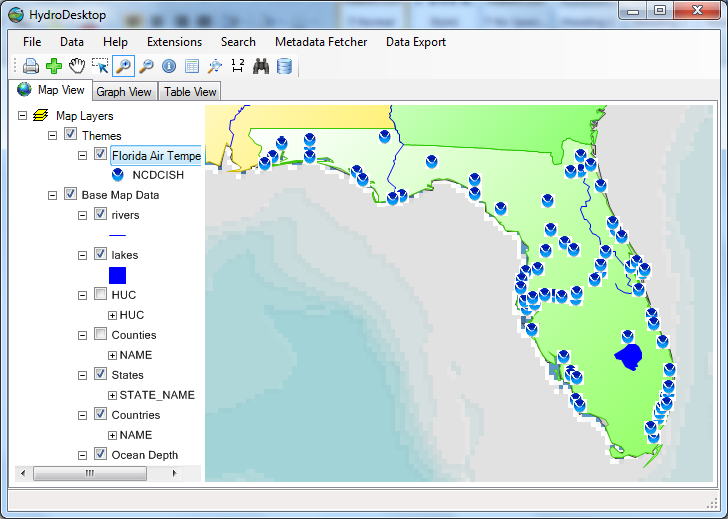 HydroDesktop
File Data Help Extensions Search Metadata Fetcher Data Export
1 2
Map View Graph View Table View
Map Layers
Themes
Florida Air Tempe
NCDCISH
Base Map Data
rivers
lakes
HUC
HUC
Counties
NAME
States
STATE_NAME
Countries
NAME
Ocean Depth